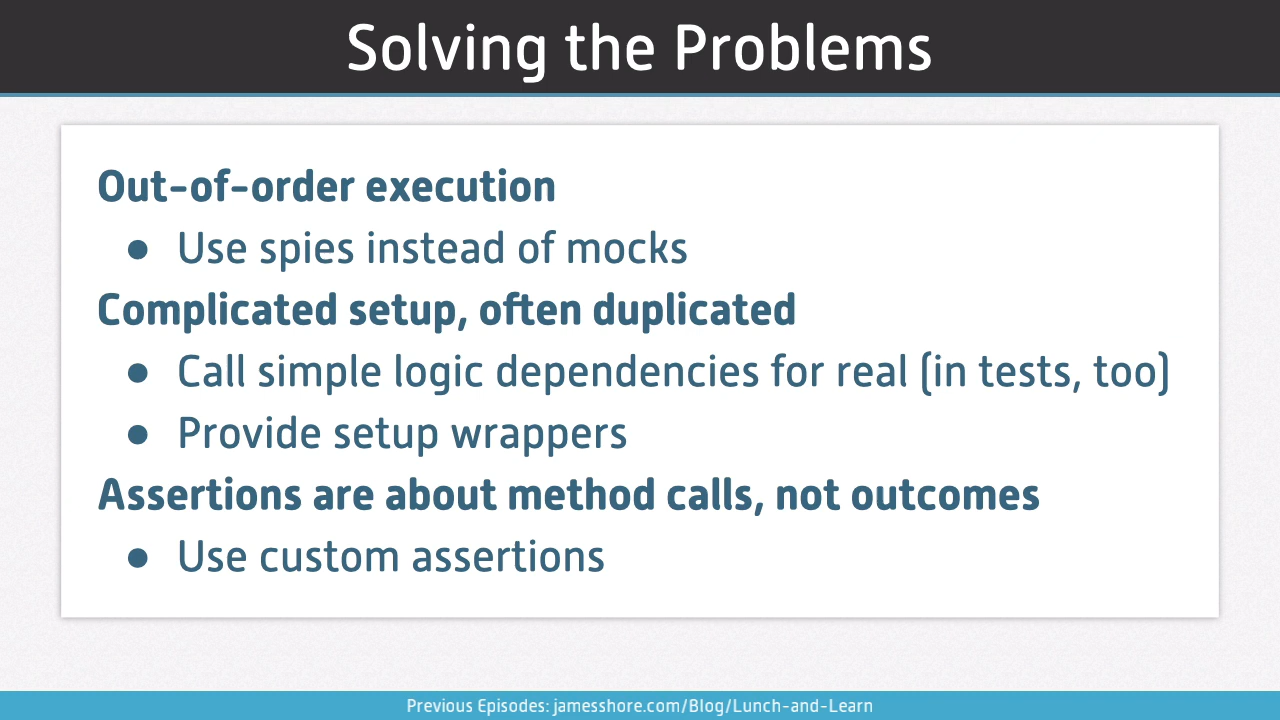 Solving the Problems
Out-of-order execution
● Use spies instead of mocks
Complicated setup, often duplicated
● Call simple logic dependencies for real (in tests, too)
● Provide setup wrappers
Assertions are about method calls, not outcomes
● Use custom assertions
Previous Episodes: jamesshore.com/Blog/Lunch-and-Learn